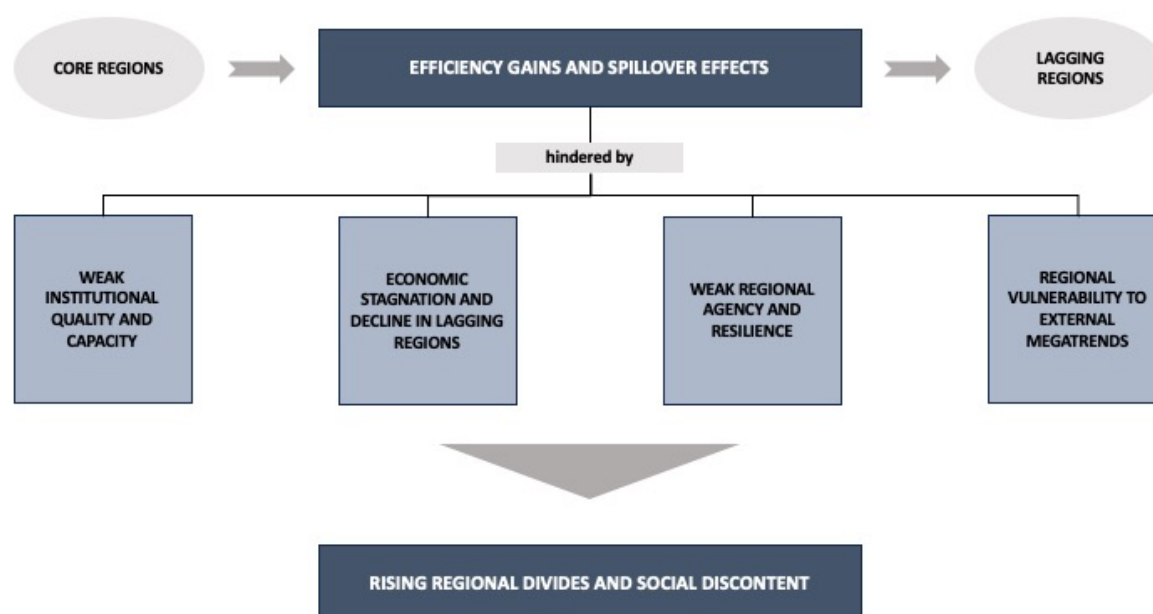 CORE REGIONS
EFFICIENCY GAINS AND SPILLOVER EFFECTS
LAGGING
REGIONS
hindered by
WEAK
INSTITUTIONAL
QUALITY AND
CAPACITY
ECONOMIC
STAGNATION AND
DECLINE IN LAGGING
REGIONS
WEAK REGIONAL
AGENCY AND
RESILIENCE
REGIONAL
VULNERABILITY TO
EXTERNAL
MEGATRENDS
RISING REGIONAL DIVIDES AND SOCIAL DISCONTENT